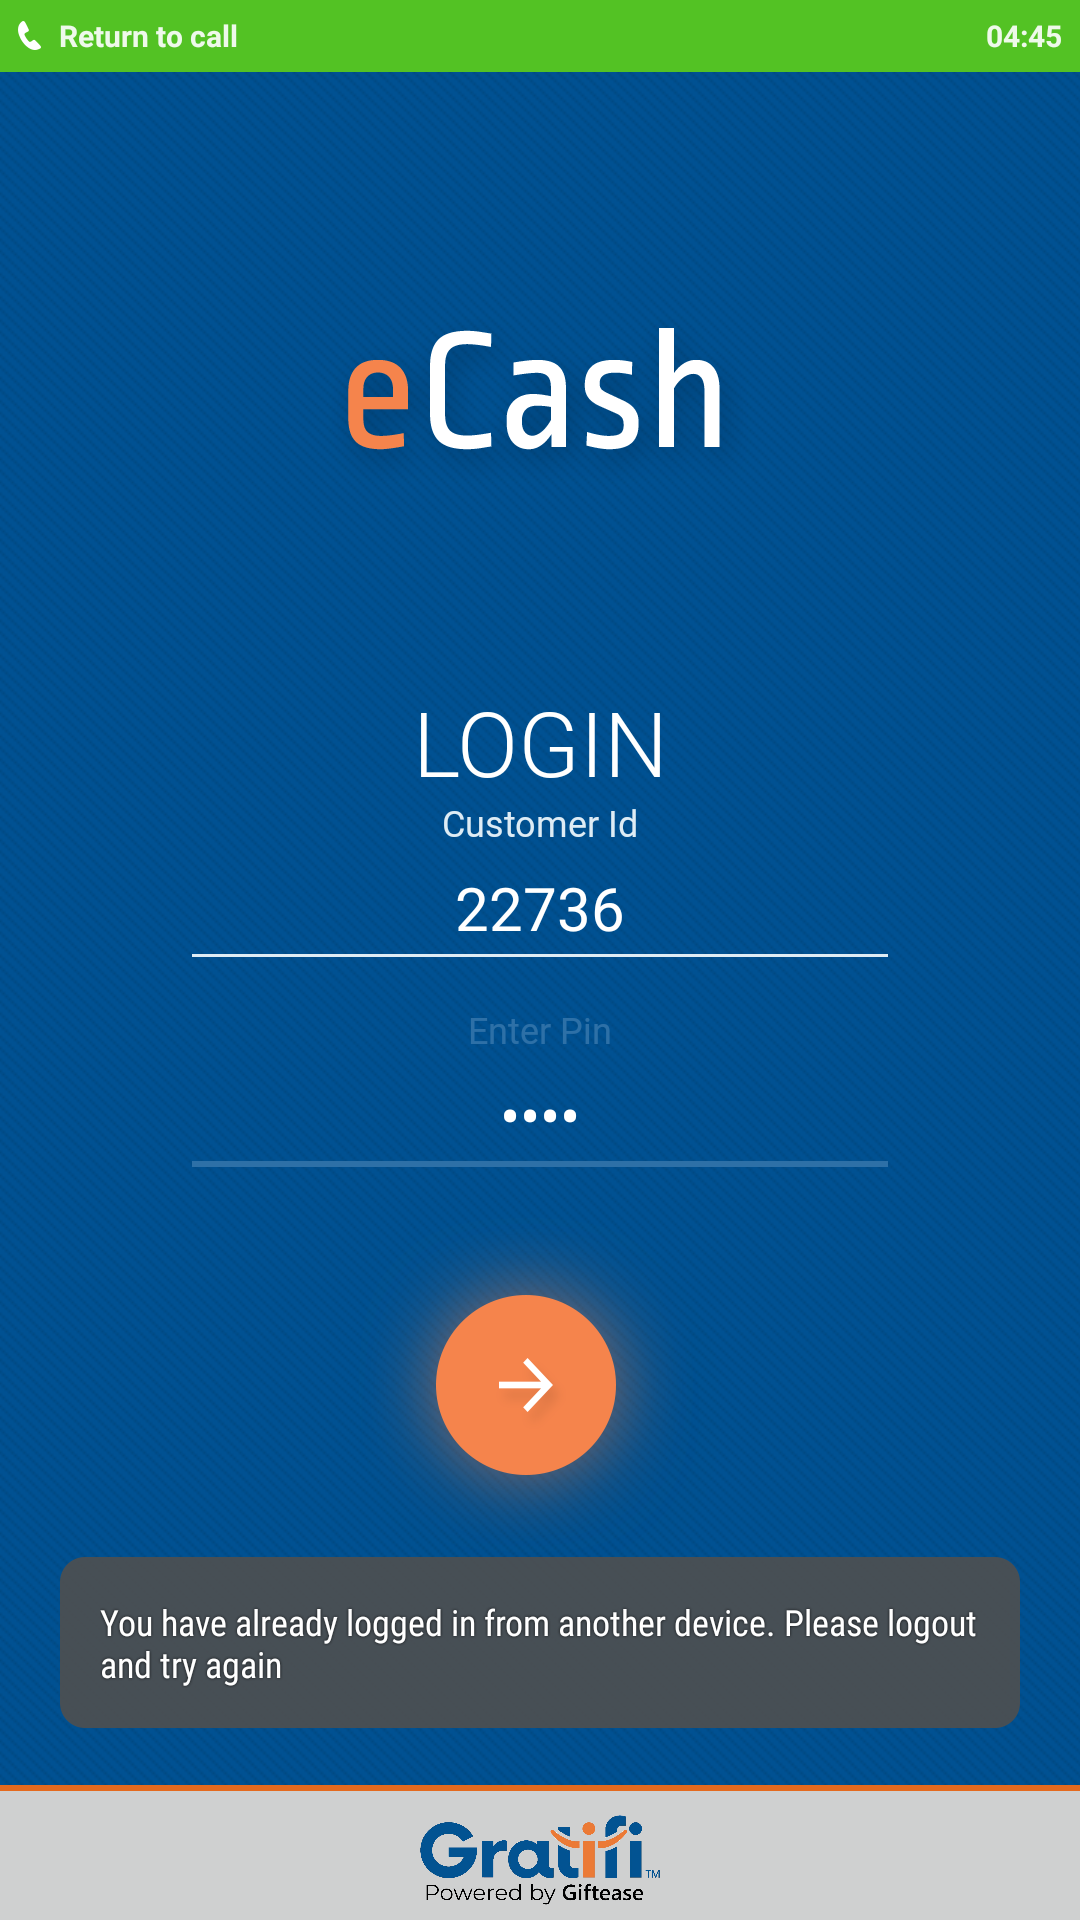 Return to call 04:45
eCash
LOGIN
Customer Id
22736
Enter Pin
••••
You have already logged in from another device. Please logout
and try again
Gratifi™
Powered by Giftease